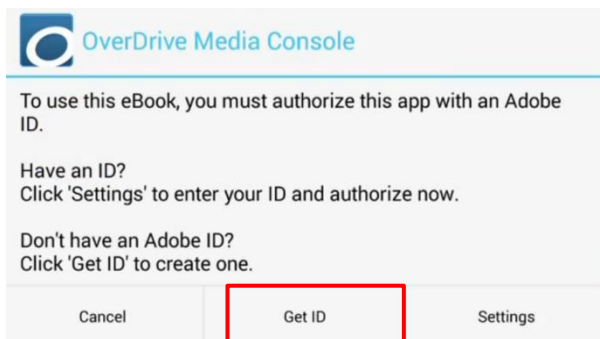 OverDrive Media Console
To use this eBook, you must authorize this app with an Adobe
ID.
Have an ID?
Click 'Settings' to enter your ID and authorize now.
Don't have an Adobe ID?
Click 'Get ID' to create one.
Cancel Get ID Settings